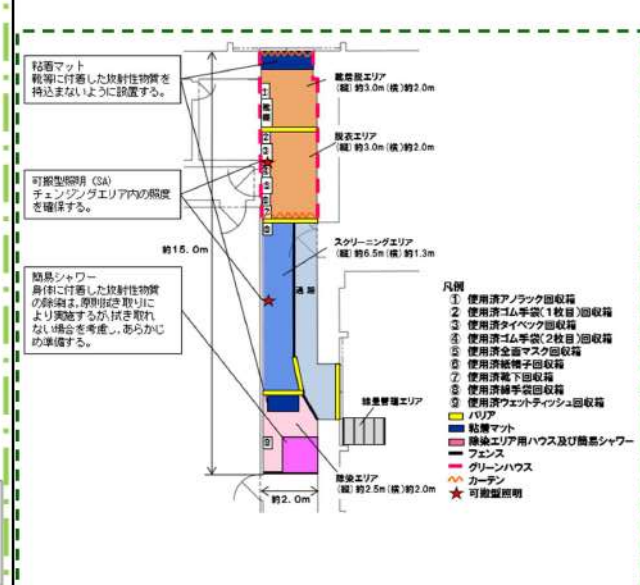 粘着マット
靴等に付着した放射性物質を
持込まないように設置する。
可搬型照明（SA）
チェンジングエリア内の照度
を確保する。
簡易シャワー
身体に付着した放射性物質
の除染は、原則拭き取りに
より実施するが、拭き取れ
ない場合を考慮し、あらかじ
め準備する。
約15.0m
靴着脱エリア
(縦)約3.0m(横)約2.0m
脱衣エリア
(縦)約3.0m(横)約2.0m
スクリーニングエリア
(縦)約6.5m(横)約1.3m
①
②
③
⑦
⑧
通路
線量管理エリア
⑨
除染エリア
(縦)約2.5m(横)約2.0m
約2.0m
凡例
① 使用済アノラック回収箱
② 使用済ゴム手袋(1枚目)回収箱
③ 使用済タイベック回収箱
④ 使用済ゴム手袋(2枚目)回収箱
⑤ 使用済全面マスク回収箱
⑥ 使用済紙帽子回収箱
⑦ 使用済靴下回収箱
⑧ 使用済綿手袋回収箱
⑨ 使用済ウェットティッシュ回収箱
バリア
粘着マット
除染エリア用ハウス及び簡易シャワー
フェンス
グリーンハウス
カーテン
可搬型照明